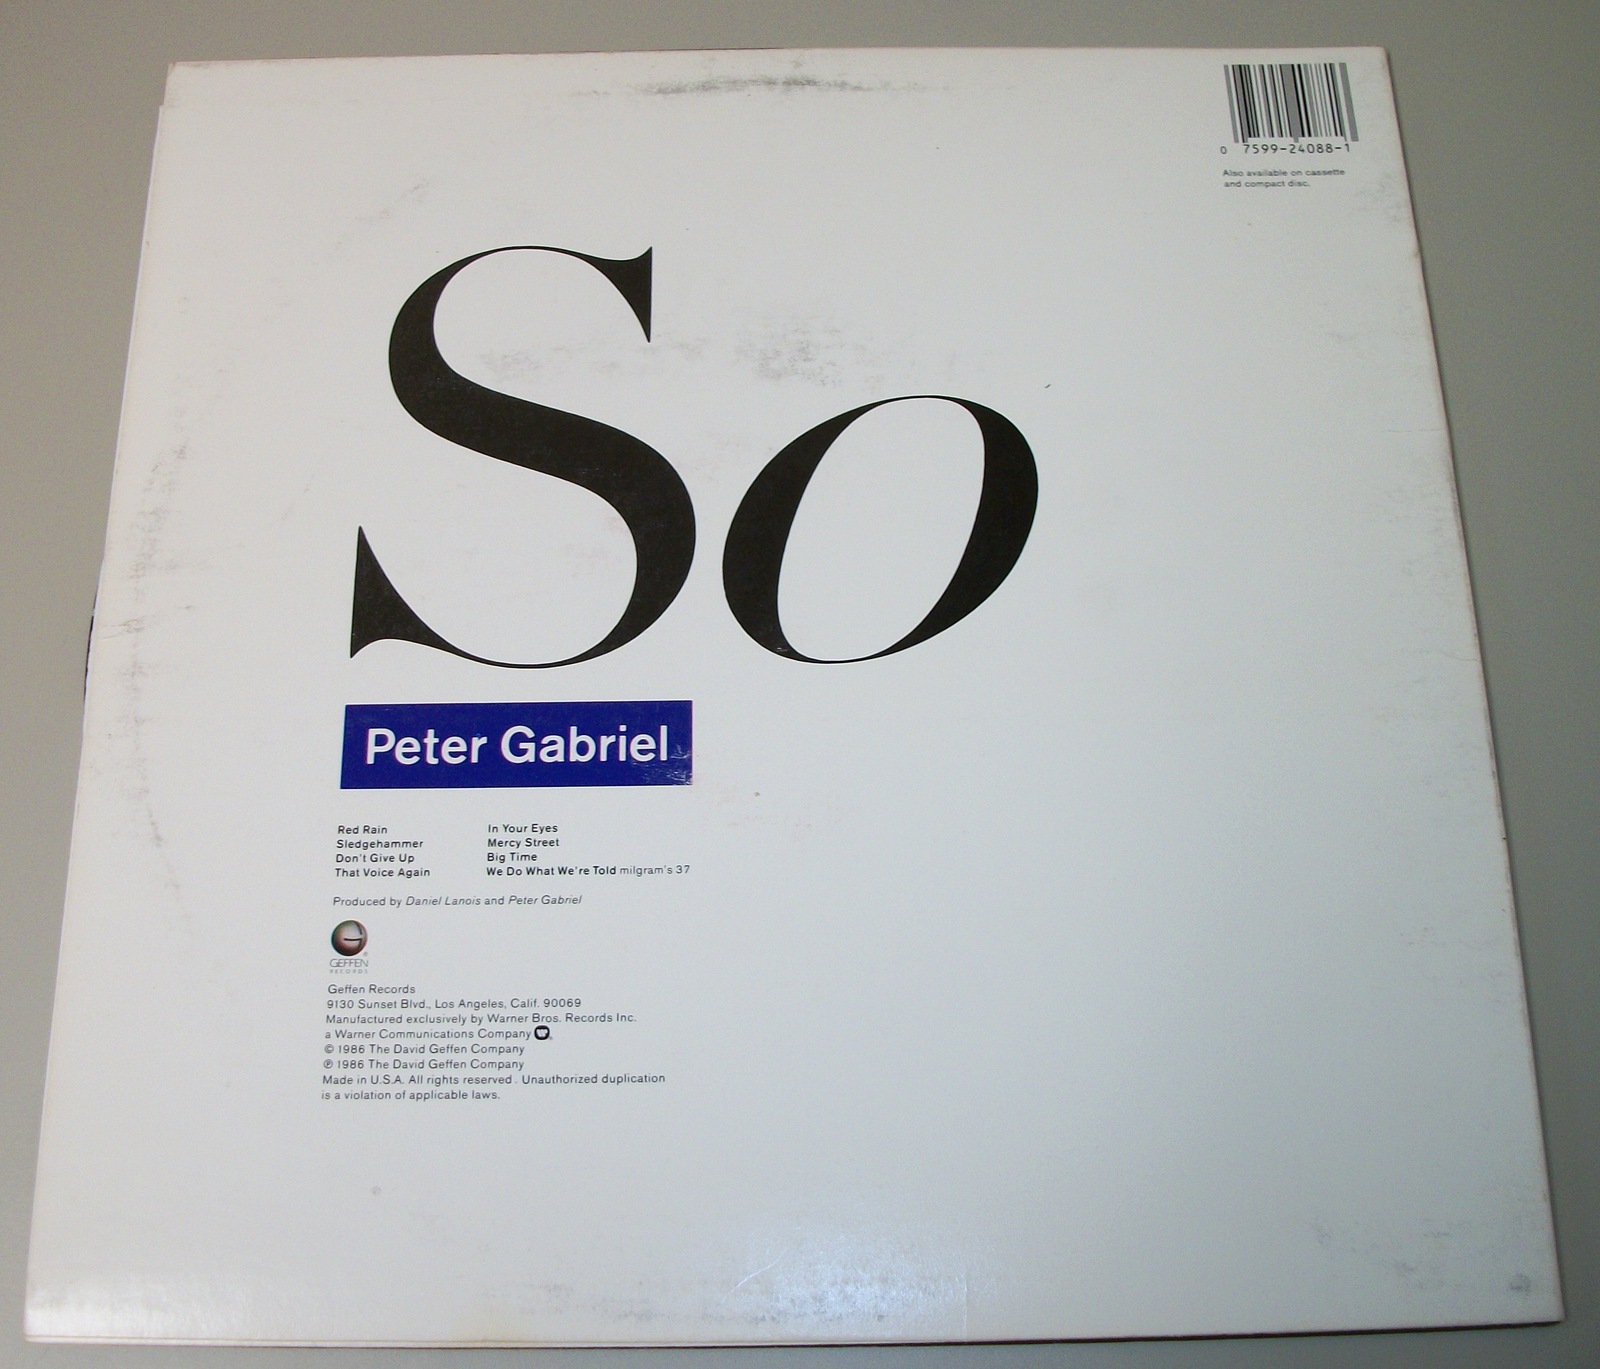 0 7599-24088-1
Also available on cassette
and compact disc.
So
Peter Gabriel
Red Rain
Sledgehammer
Don't Give Up
That Voice Again
In Your Eyes
Mercy Street
Big Time
We Do What We're Told milgram's 37
Produced by Daniel Lanois and Peter Gabriel
GEFFEN
RECORDS
Geffen Records
9130 Sunset Blvd., Los Angeles, Calif. 90069
Manufactured exclusively by Warner Bros. Records Inc.
a Warner Communications Company
© 1986 The David Geffen Company
℗ 1986 The David Geffen Company
Made in U.S.A. All rights reserved. Unauthorized duplication
is a violation of applicable laws.